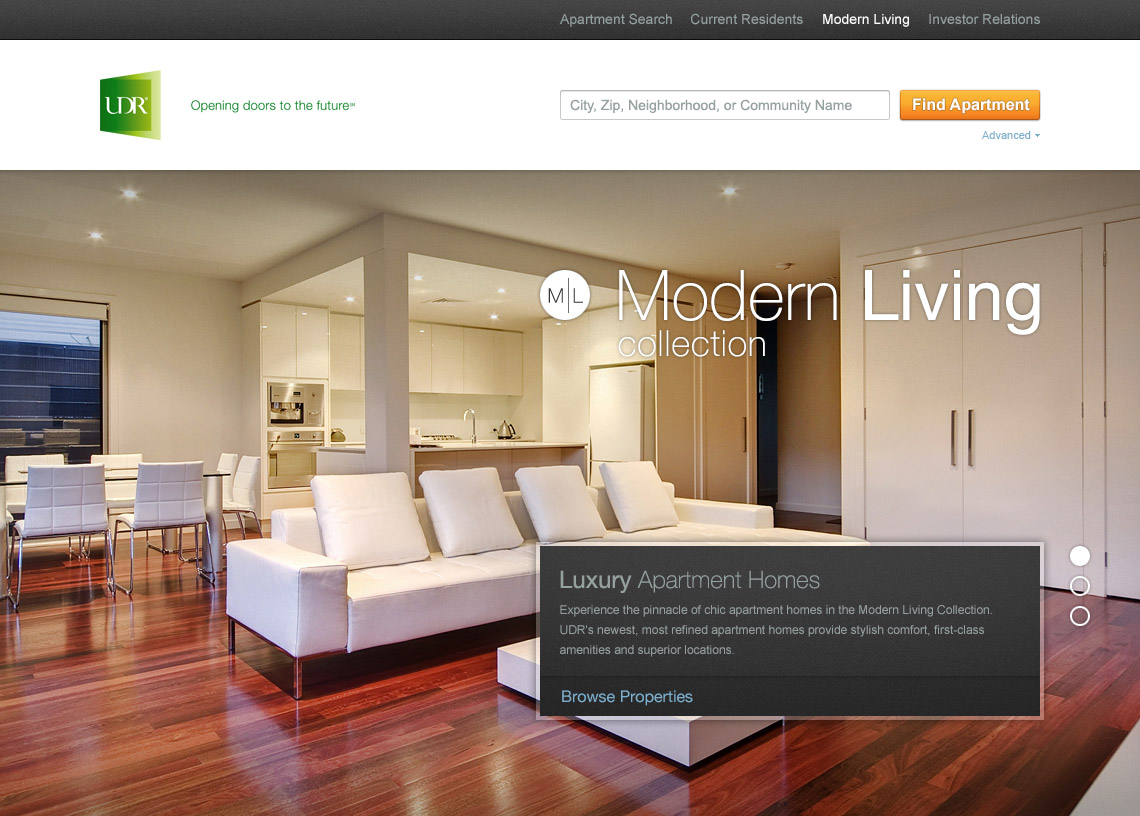 Apartment Search Current Residents Modern Living Investor Relations
UDR®
Opening doors to the future℠
City, Zip, Neighborhood, or Community Name
Find Apartment
Advanced
M|L
Modern Living
collection
Luxury Apartment Homes
Experience the pinnacle of chic apartment homes in the Modern Living Collection.
UDR's newest, most refined apartment homes provide stylish comfort, first-class
amenities and superior locations.
Browse Properties